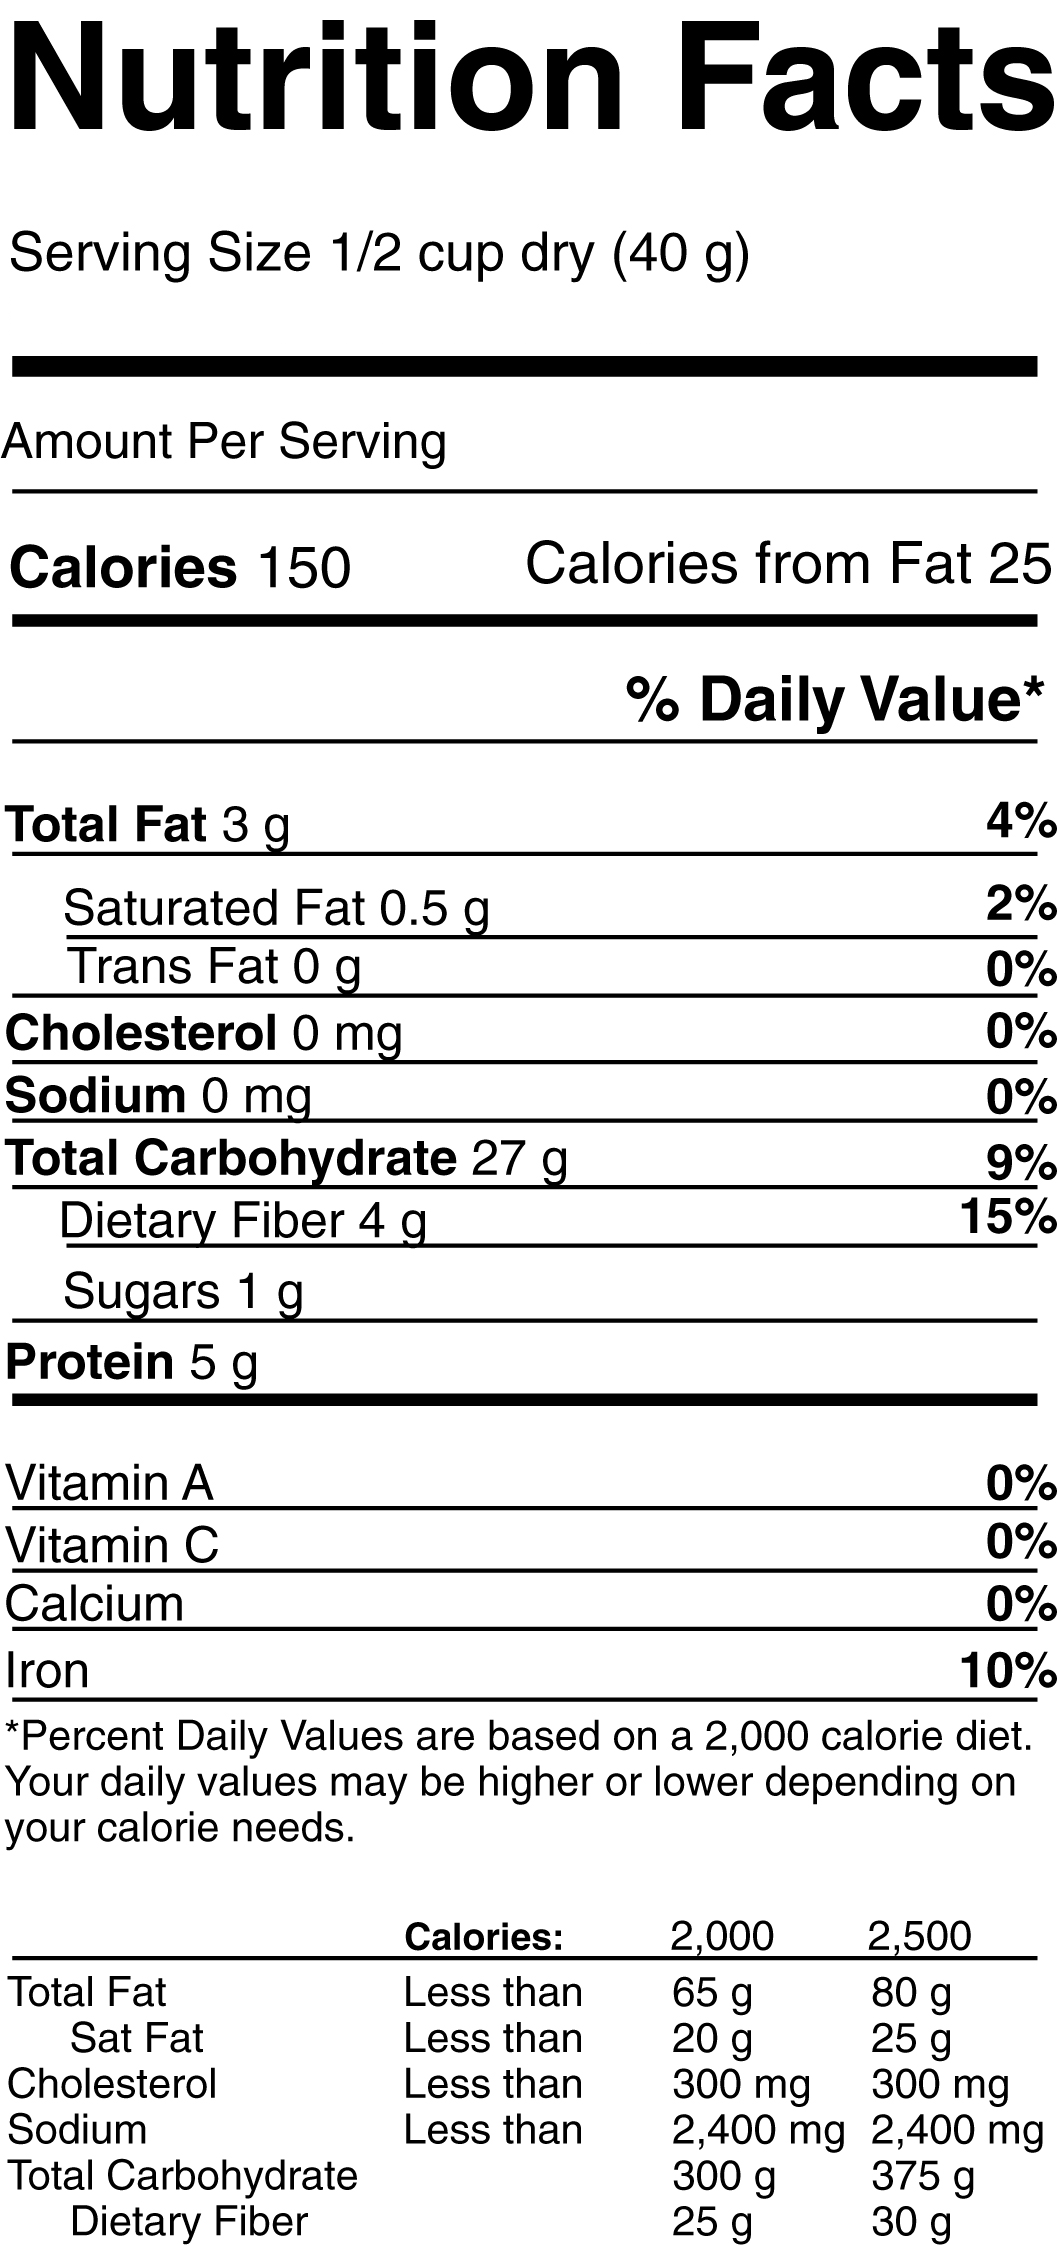 Nutrition Facts
Serving Size 1/2 cup dry (40 g)
Amount Per Serving
Calories 150 Calories from Fat 25
% Daily Value*
Total Fat 3 g 4%
Saturated Fat 0.5 g 2%
Trans Fat 0 g 0%
Cholesterol 0 mg 0%
Sodium 0 mg 0%
Total Carbohydrate 27 g 9%
Dietary Fiber 4 g 15%
Sugars 1 g
Protein 5 g
Vitamin A 0%
Vitamin C 0%
Calcium 0%
Iron 10%
*Percent Daily Values are based on a 2,000 calorie diet.
Your daily values may be higher or lower depending on
your calorie needs.
Calories: 2,000 2,500
Total Fat Less than 65 g 80 g
Sat Fat Less than 20 g 25 g
Cholesterol Less than 300 mg 300 mg
Sodium Less than 2,400 mg 2,400 mg
Total Carbohydrate 300 g 375 g
Dietary Fiber 25 g 30 g